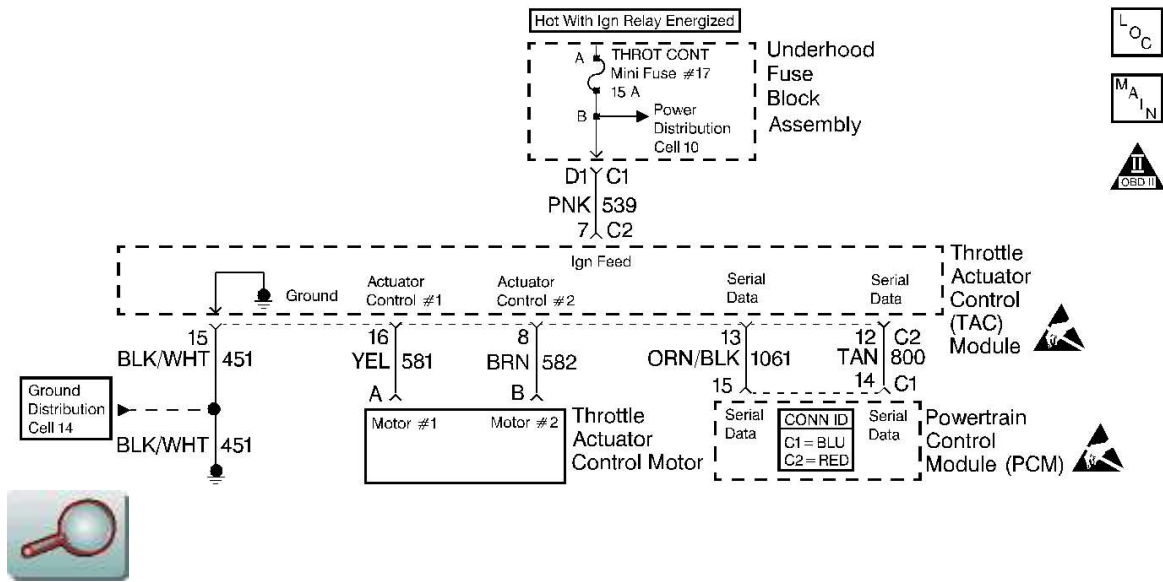 Hot With Ign Relay Energized
L
O
C
A
THROT CONT
Mini Fuse #17
15 A
B
Power
Distribution
Cell 10
Underhood
Fuse
Block
Assembly
M
A
I
N
II
OBD II
D1 C1
PNK 539
7 C2
Ign Feed
Ground
Actuator
Control #1
Actuator
Control #2
Serial
Data
Serial
Data
Throttle
Actuator
Control
(TAC)
Module
15 16 8 13 12 C2
BLK/WHT 451
YEL 581
BRN 582
ORN/BLK 1061
TAN 800
A B 15 14 C1
Ground
Distribution
Cell 14
BLK/WHT 451
Motor #1
Motor #2
Throttle
Actuator
Control Motor
Serial
Data
CONN ID
C1=BLU
C2=RED
Serial
Data
Powertrain
Control
Module (PCM)